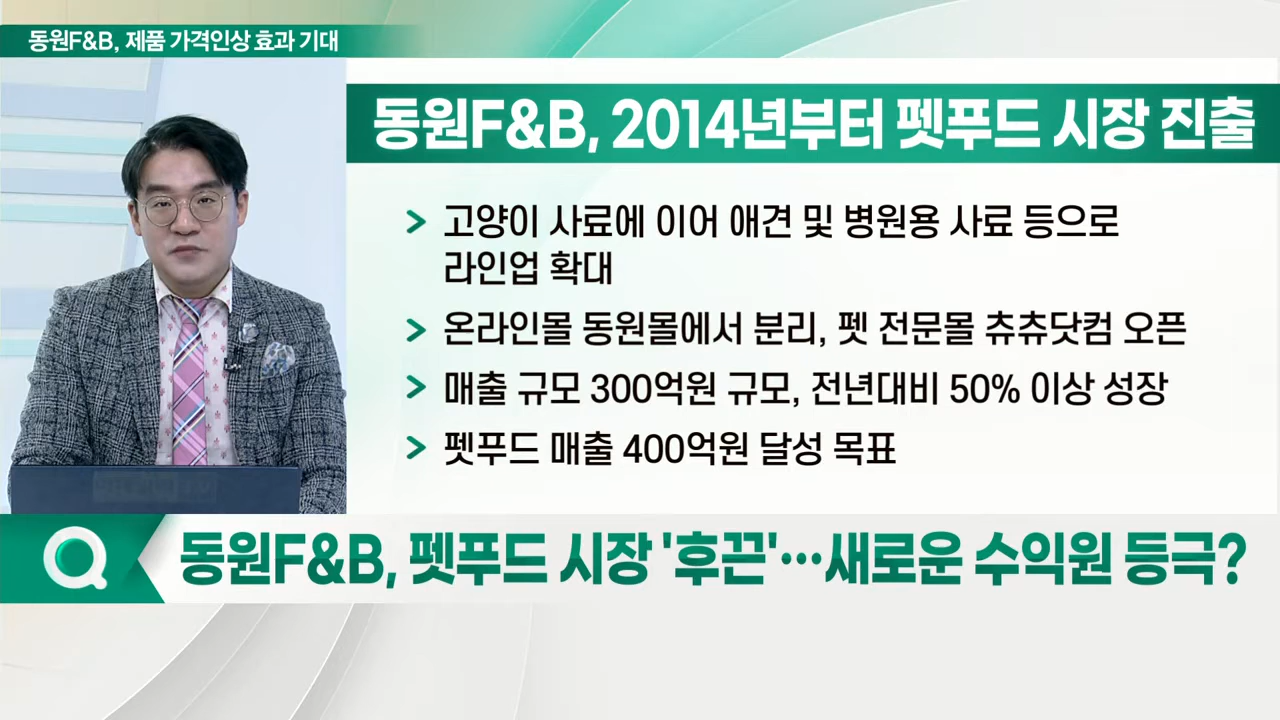 동원F&B, 제품 가격인상 효과 기대
동원F&B, 2014년부터 펫푸드 시장 진출
> 고양이 사료에 이어 애견 및 병원용 사료 등으로
라인업 확대
> 온라인몰 동원몰에서 분리, 펫 전문몰 츄츄닷컴 오픈
> 매출 규모 300억원 규모, 전년대비 50% 이상 성장
> 펫푸드 매출 400억원 달성 목표
동원F&B, 펫푸드 시장 '후끈'…새로운 수익원 등극?